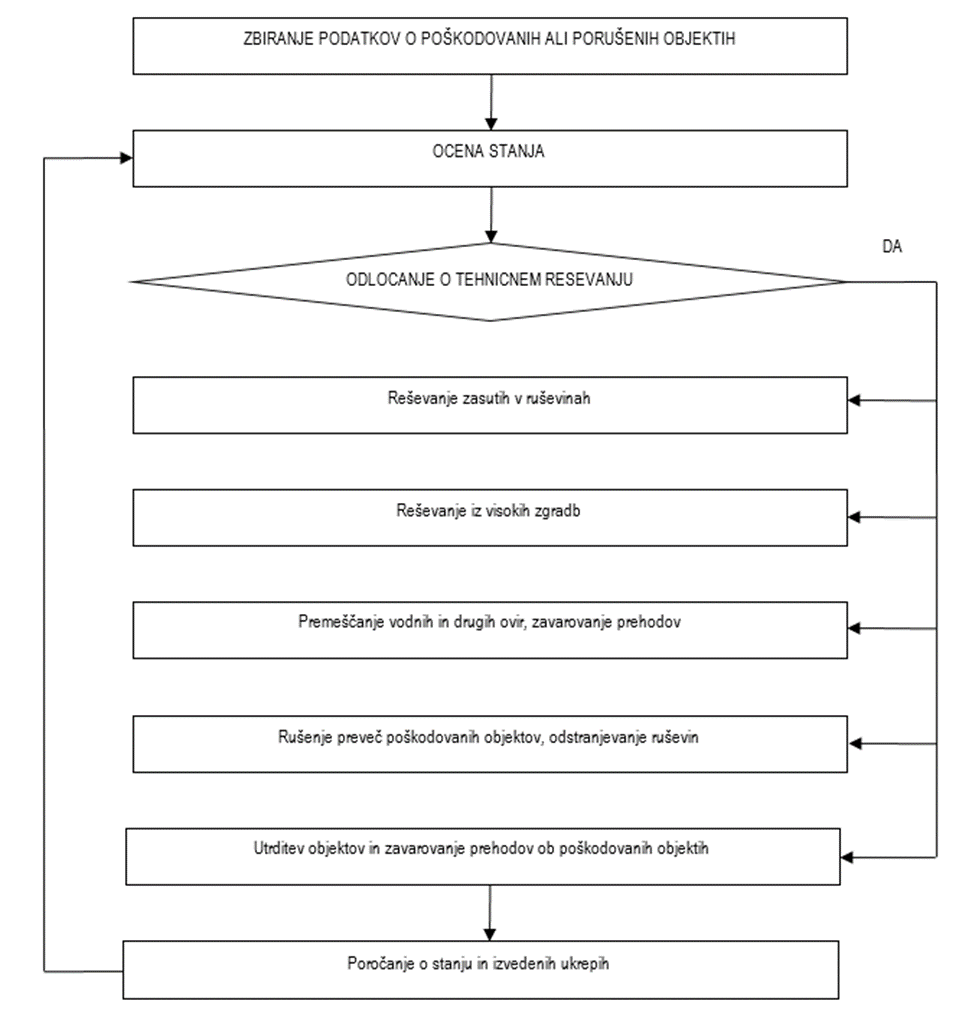 ZBIRANJE PODATKOV O POŠKODOVANIH ALI PORUŠENIH OBJEKTIH
OCENA STANJA
DA
ODLOCANJE O TEHNICNEM RESEVANJU
Reševanje zasutih v ruševinah
Reševanje iz visokih zgradb
Premeščanje vodnih in drugih ovir, zavarovanje prehodov
Rušenje preveč poškodovanih objektov, odstranjevanje ruševin
Utrditev objektov in zavarovanje prehodov ob poškodovanih objektih
Poročanje o stanju in izvedenih ukrepih